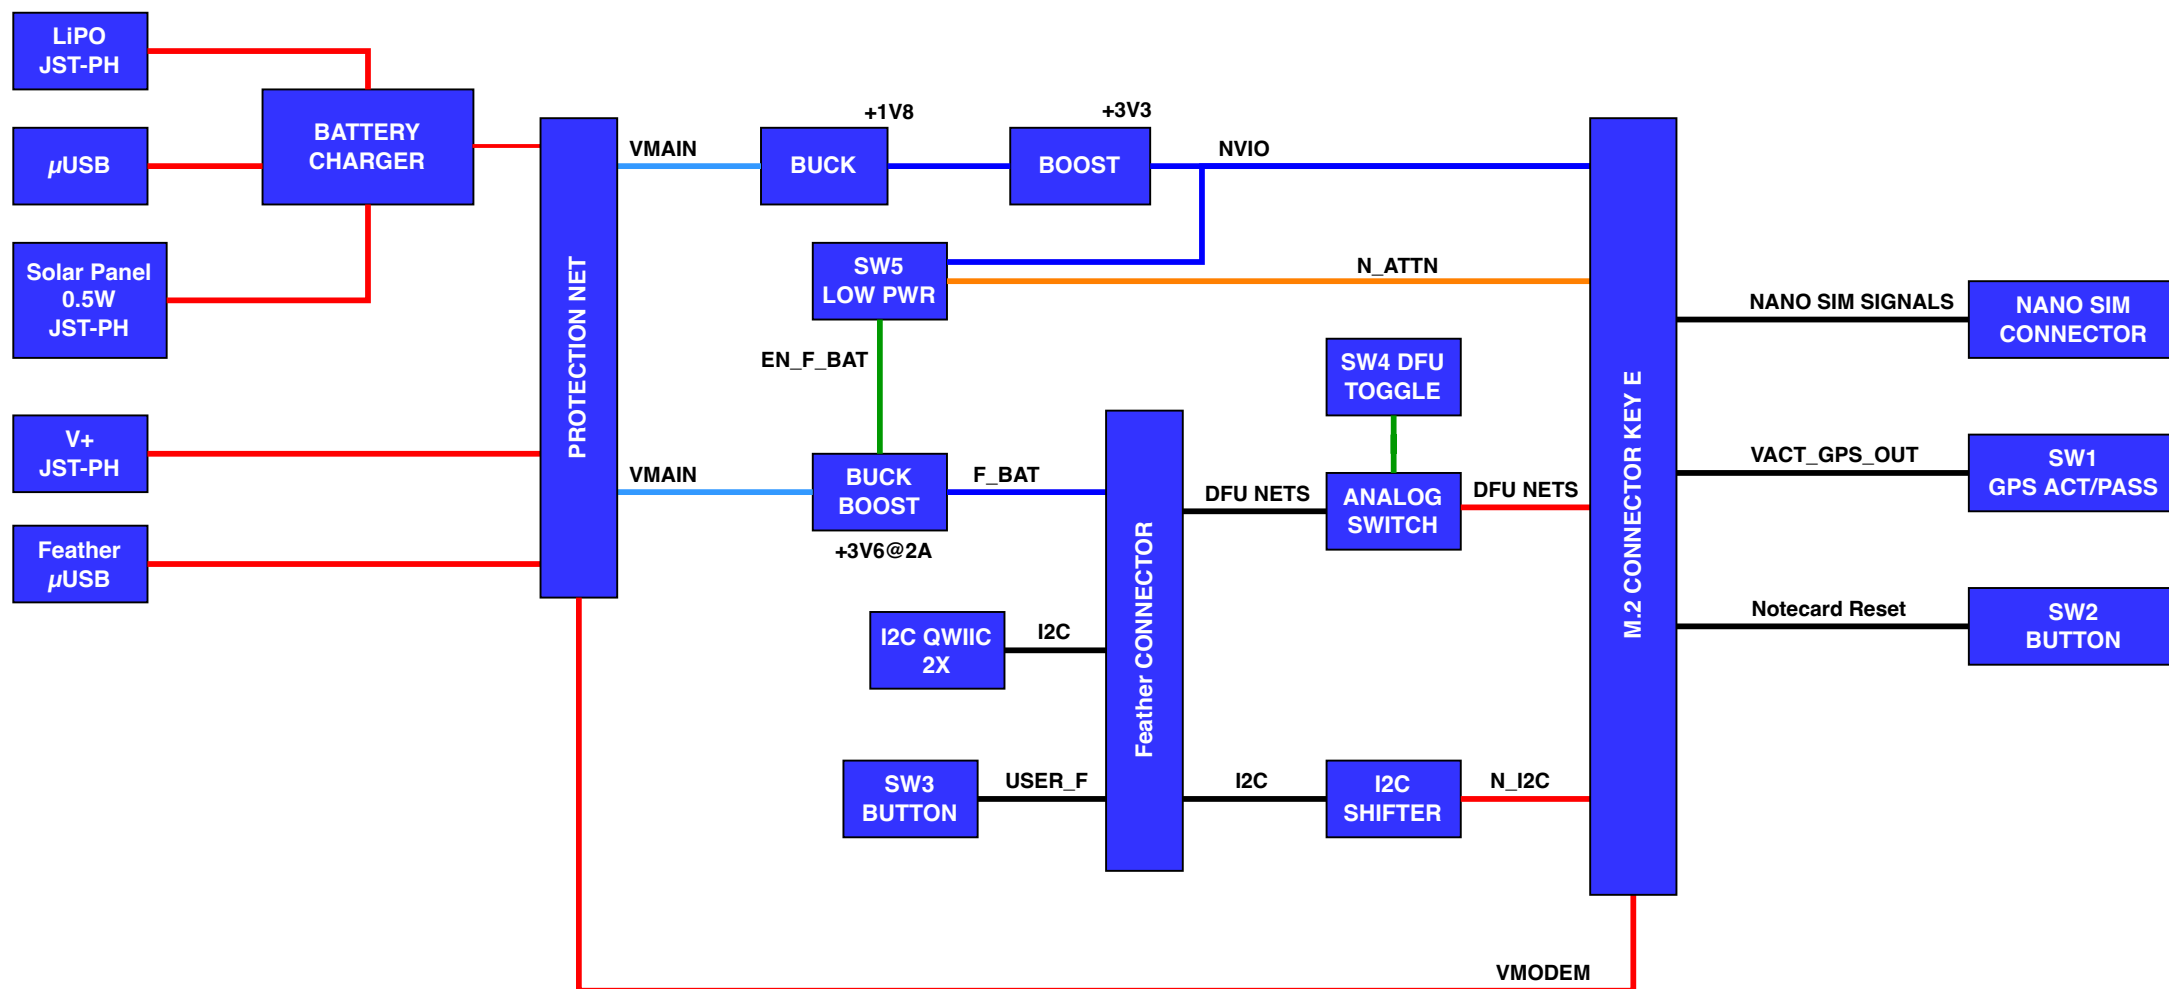 LiPO
JST-PH
BATTERY
CHARGER
µUSB
Solar Panel
0.5W
JST-PH
V+
JST-PH
Feather
µUSB
PROTECTION NET
VMAIN
BUCK
+1V8
BOOST
+3V3
NVIO
SW5
LOW PWR
N_ATTN
EN_F_BAT
VMAIN
BUCK
BOOST
+3V6@2A
F_BAT
Feather CONNECTOR
I2C QWIIC
2X
I2C
SW3
BUTTON
USER_F
SW4 DFU
TOGGLE
DFU NETS
ANALOG
SWITCH
DFU NETS
I2C
I2C
SHIFTER
N_I2C
M.2 CONNECTOR KEY E
VMODEM
NANO SIM SIGNALS
NANO SIM
CONNECTOR
VACT_GPS_OUT
SW1
GPS ACT/PASS
Notecard Reset
SW2
BUTTON